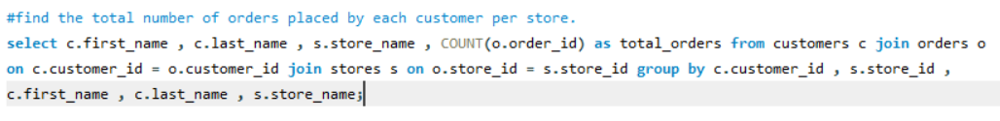 #find the total number of orders placed by each customer per store.
select c.first_name , c.last_name , s.store_name , COUNT(o.order_id) as total_orders from customers c join orders o
on c.customer_id = o.customer_id join stores s on o.store_id = s.store_id group by c.customer_id , s.store_id ,
c.first_name , c.last_name , s.store_name;